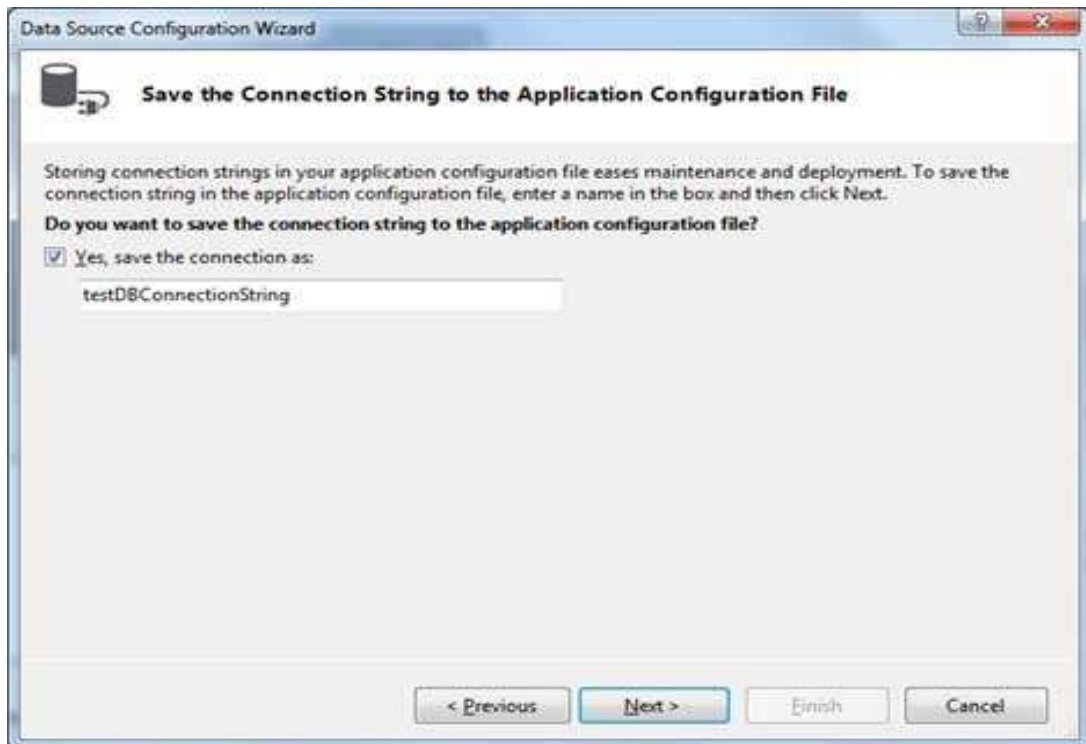 Data Source Configuration Wizard
Save the Connection String to the Application Configuration File
Storing connection strings in your application configuration file eases maintenance and deployment. To save the
connection string in the application configuration file, enter a name in the box and then click Next.
Do you want to save the connection string to the application configuration file?
Yes, save the connection as:
testDBConnectionString
< Previous
Next >
Finish
Cancel